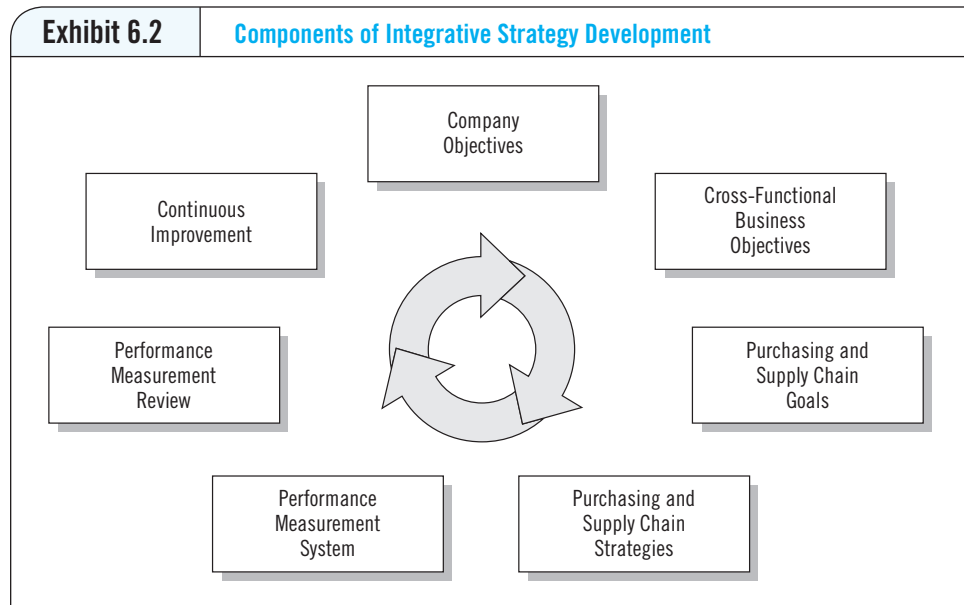 Exhibit 6.2
Components of Integrative Strategy Development
Company
Objectives
Cross-Functional
Business
Objectives
Purchasing and
Supply Chain
Goals
Purchasing and
Supply Chain
Strategies
Performance
Measurement
System
Performance
Measurement
Review
Continuous
Improvement